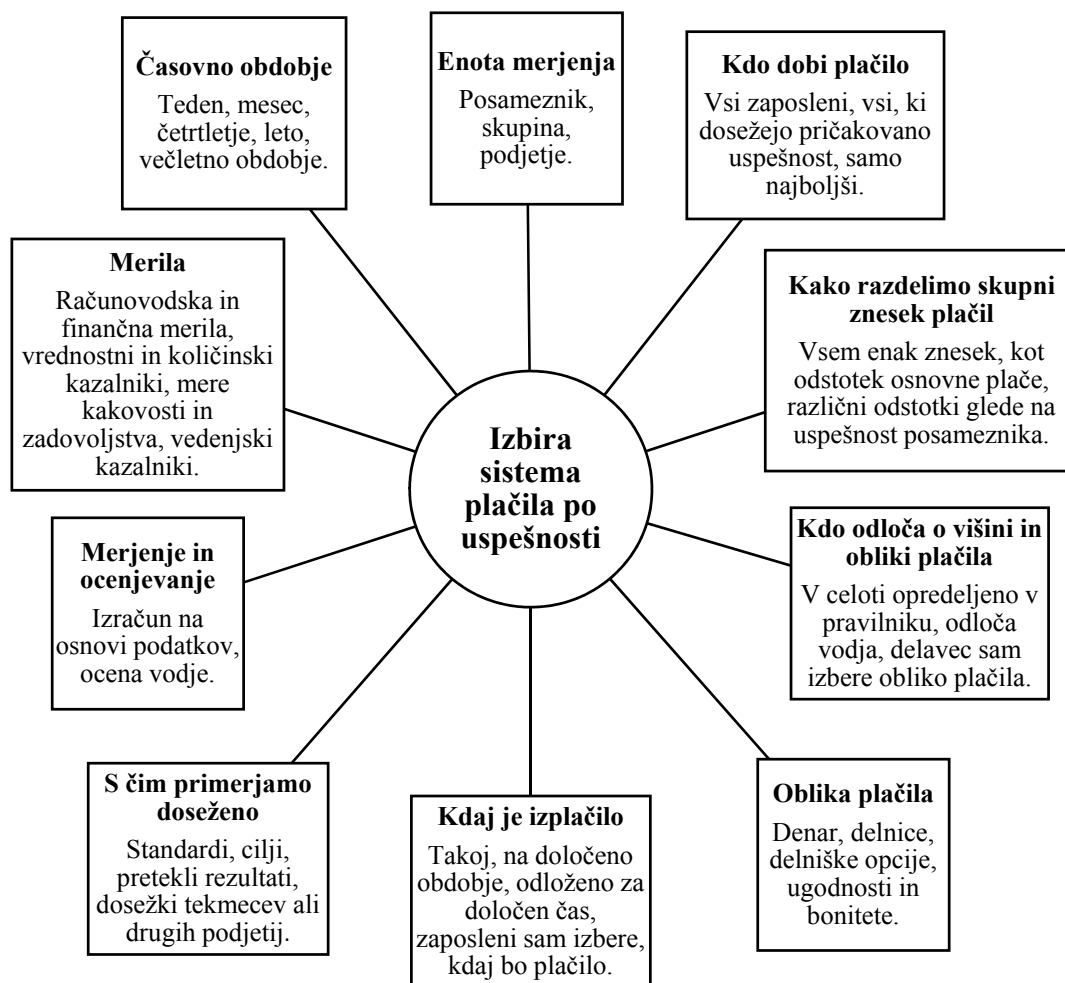 Časovno obdobje
Teden, mesec,
četrtletje, leto,
večletno obdobje.
Enota merjenja
Posameznik,
skupina,
podjetje.
Kdo dobi plačilo
Vsi zaposleni, vsi, ki
dosežejo pričakovano
uspešnost, samo
najboljši.
Merila
Računovodska in
finančna merila,
vrednostni in količinski
kazalniki, mere
kakovosti in
zadovoljstva, vedenjski
kazalniki.
Kako razdelimo skupni
znesek plačil
Vsem enak znesek, kot
odstotek osnovne plače,
različni odstotki glede na
uspešnost posameznika.
Izbira
sistema
plačila po
uspešnosti
Merjenje in
ocenjevanje
Izračun na
osnovi podatkov,
ocena vodje.
Kdo odloča o višini in
obliki plačila
V celoti opredeljeno v
pravilniku, odloča
vodja, delavec sam
izbere obliko plačila.
S čim primerjamo
doseženo
Standardi, cilji,
pretekli rezultati,
dosežki tekmecev ali
drugih podjetij.
Kdaj je izplačilo
Takoj, na določeno
obdobje, odloženo za
določen čas,
zaposleni sam izbere,
kdaj bo plačilo.
Oblika plačila
Denar, delnice,
delniške opcije,
ugodnosti in
bonitete.